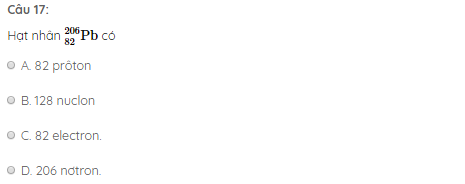 Câu 17:
Hạt nhân ²⁰⁶₈₂Pb có
A. 82 prôton
B. 128 nuclon
C. 82 electron.
D. 206 nơtron.